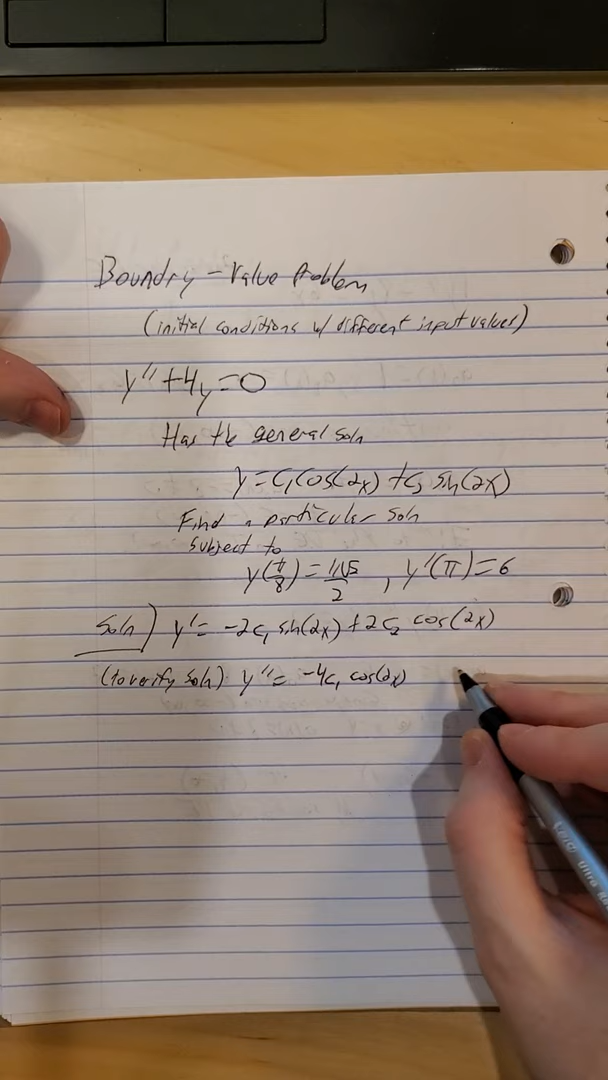 Boundry - Value Problem
(initial conditions w/ different input values)
y'' + 4y = 0
Has the general soln
y = c₁ cos(2x) + c₂ sin(2x)
Find a particular soln
subject to
y(π/8) = /2 , y'(π) = 6
Soln) y' = -2c₁ sin(2x) + 2c₂ cos(2x)
(to verify soln) y'' = -4c₁ cos(2x)
Ultra